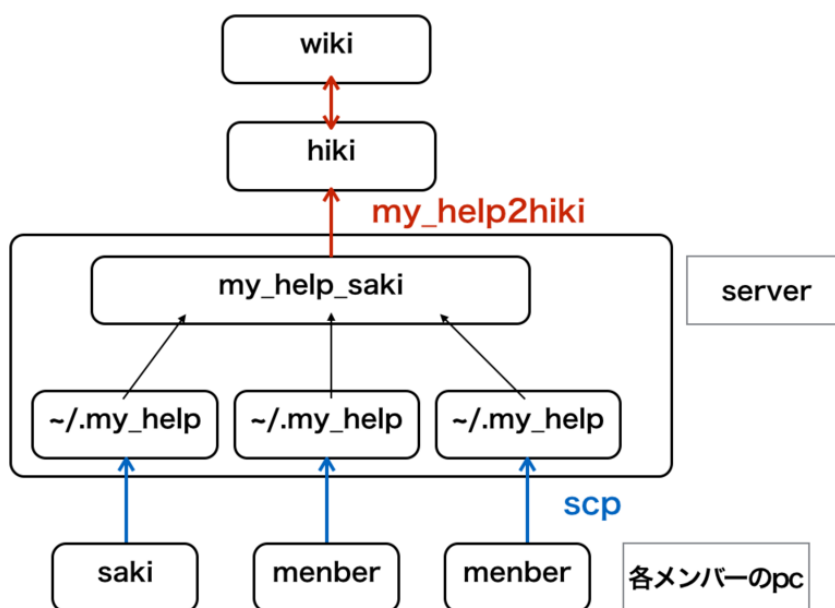 wiki
hiki
my_help2hiki
my_help_saki
server
~/.my_help
~/.my_help
~/.my_help
scp
saki
menber
menber
各メンバーのpc